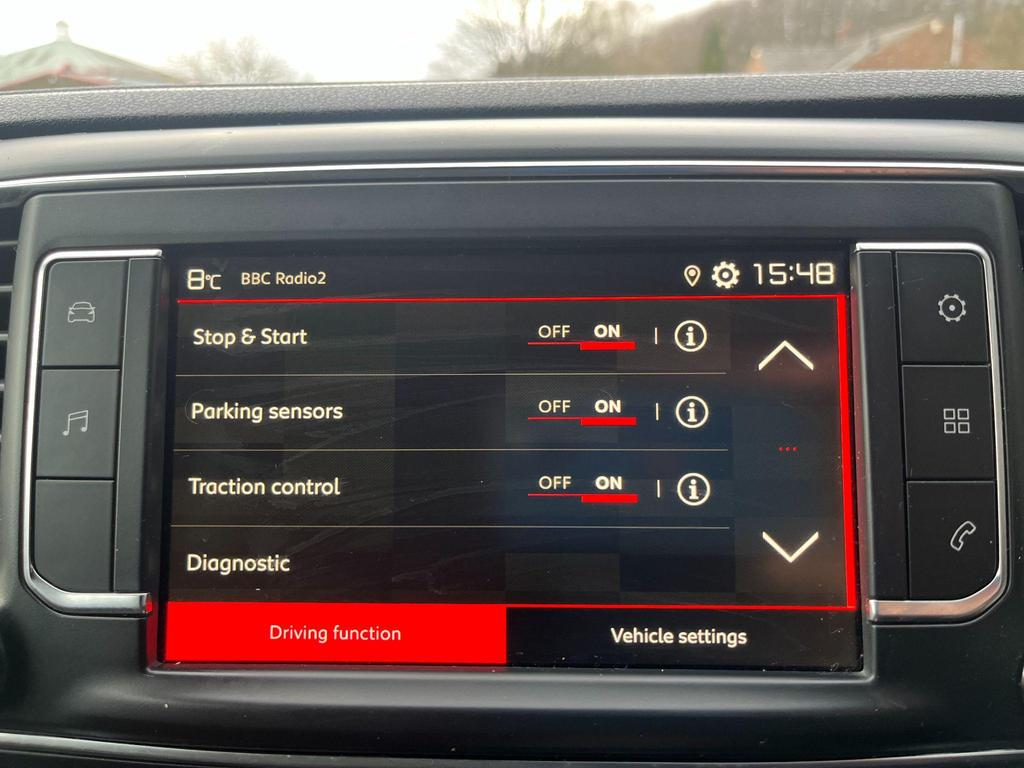 8°C BBC Radio2 15:48
Stop & Start OFF ON
Parking sensors OFF ON
Traction control OFF ON
Diagnostic
Driving function Vehicle settings